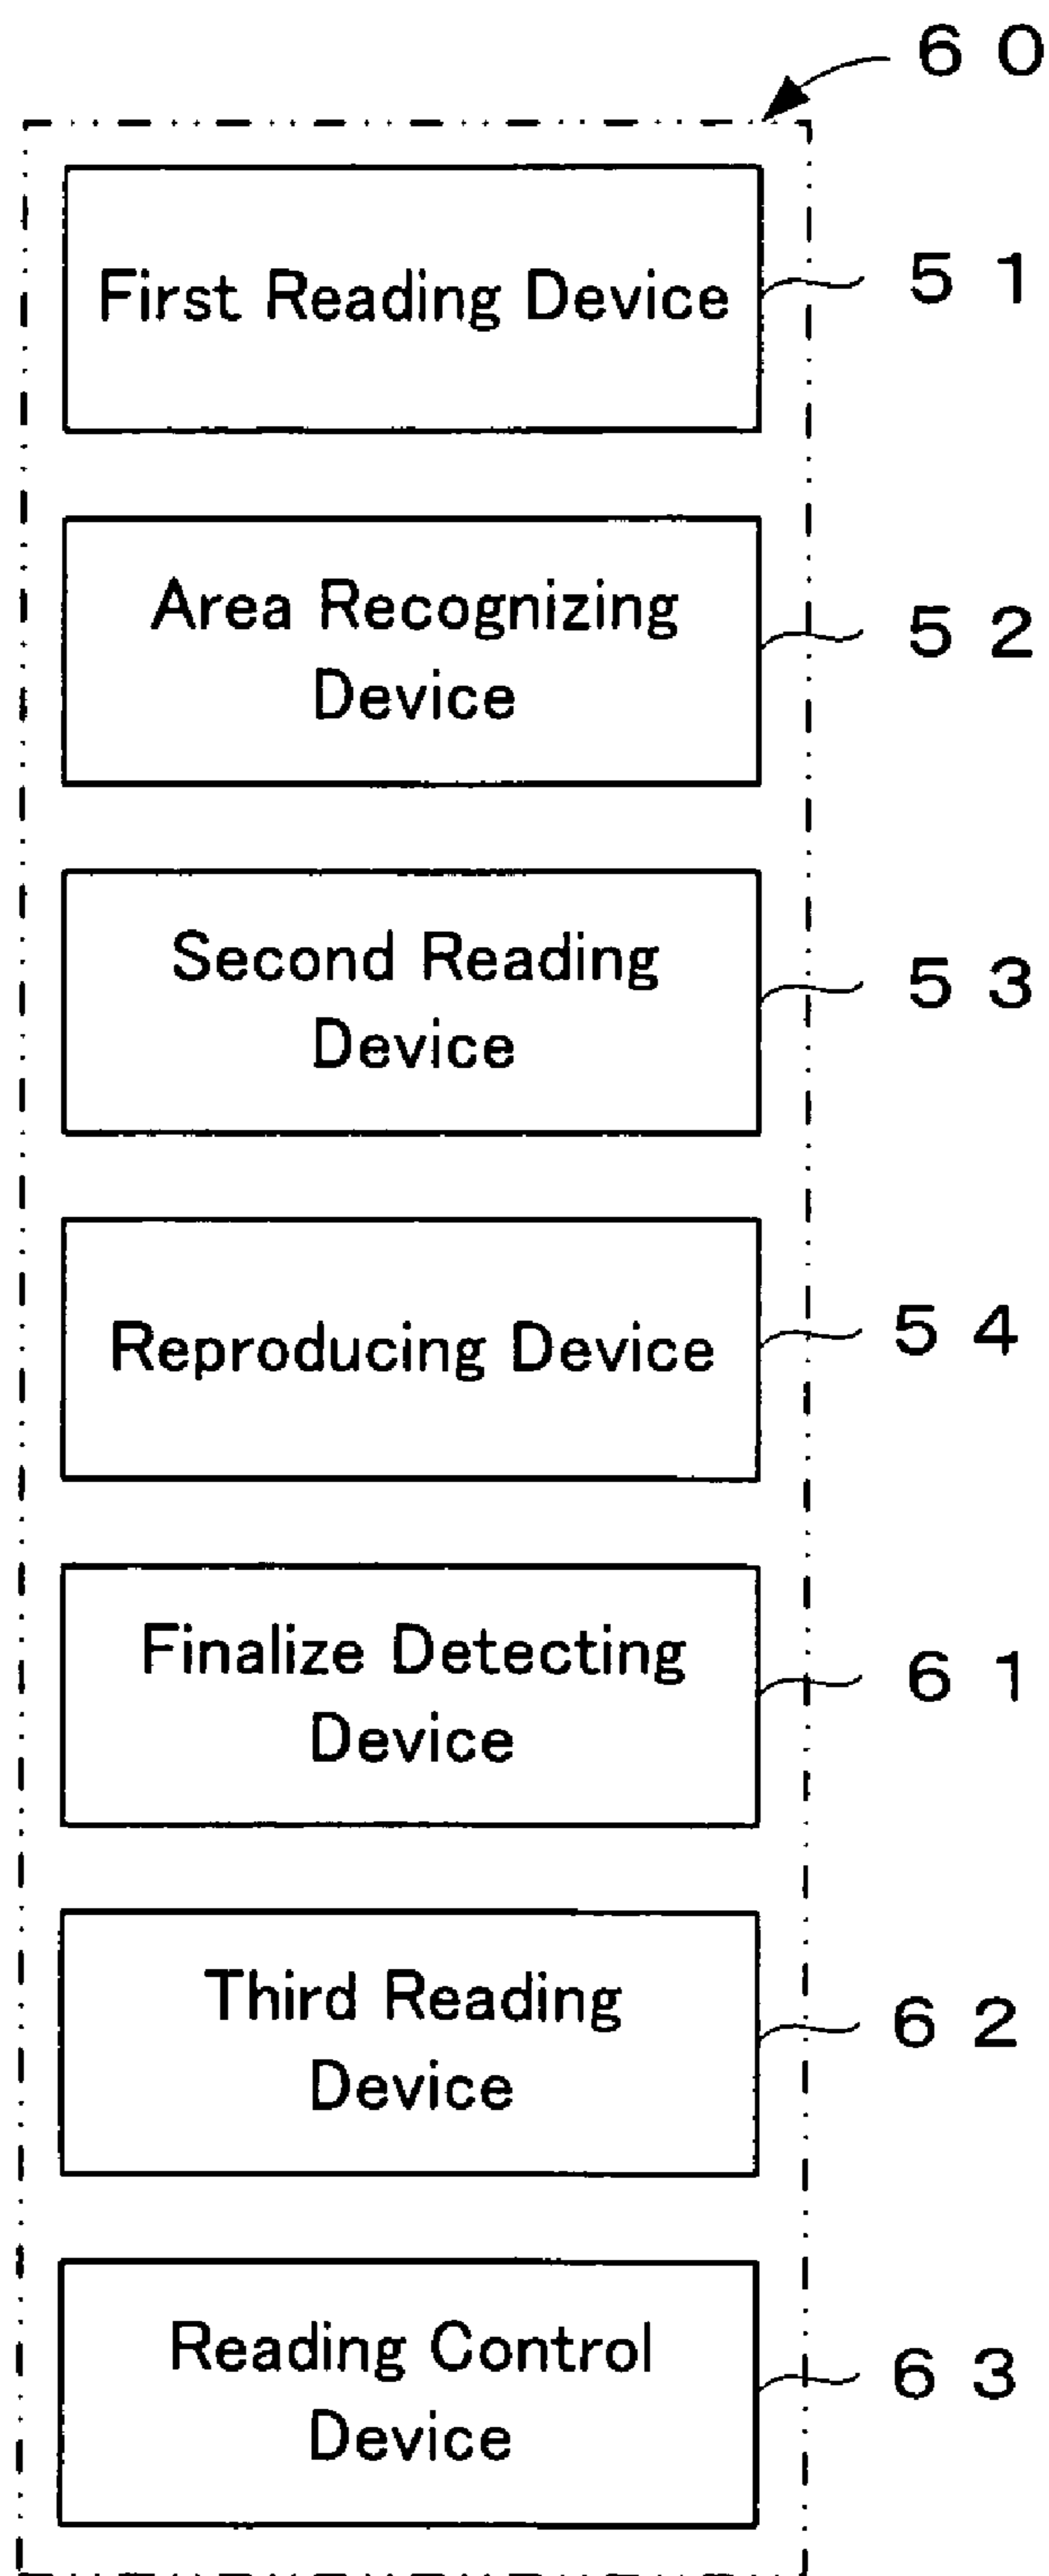 60
First Reading Device
51
Area Recognizing
Device
52
Second Reading
Device
53
Reproducing Device
54
Finalize Detecting
Device
61
Third Reading
Device
62
Reading Control
Device
63